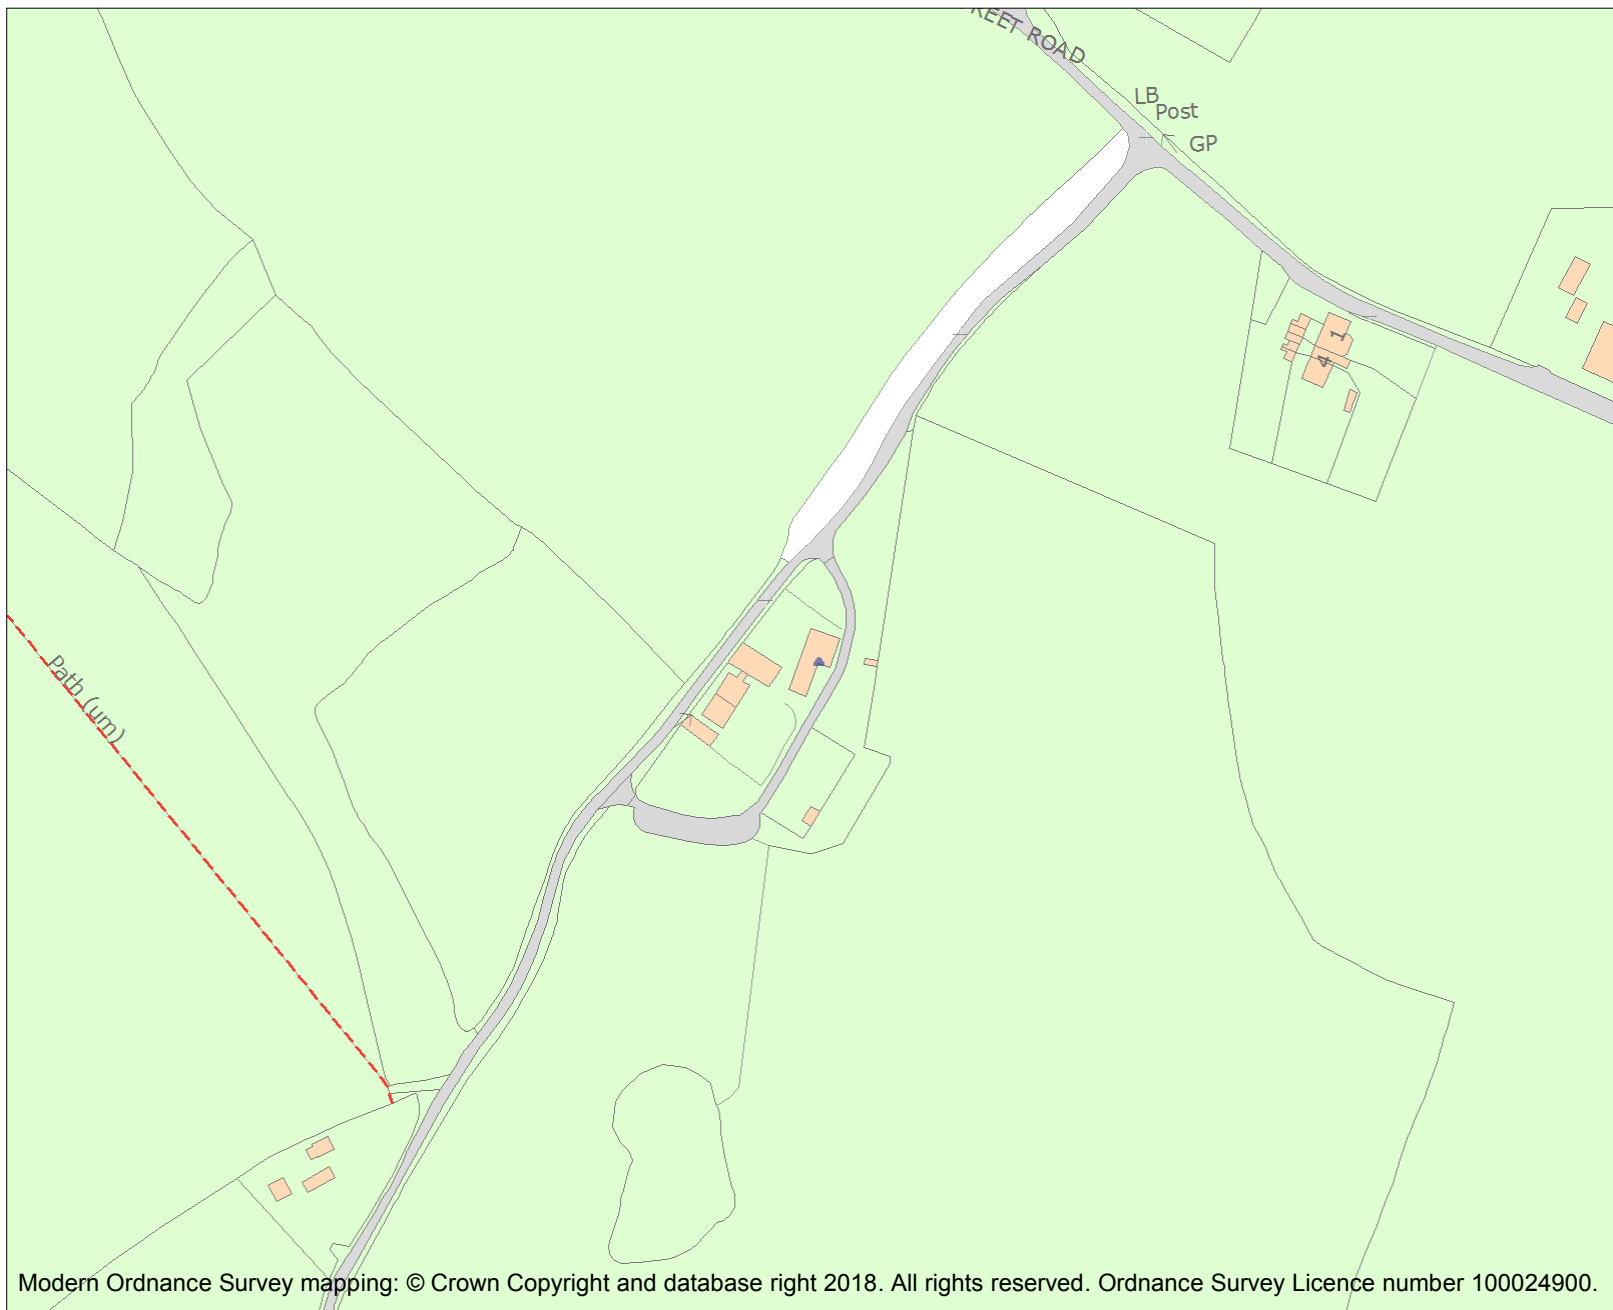 REET ROAD
LB
Post
GP
1
4
Path (um)
Modern Ordnance Survey mapping: © Crown Copyright and database right 2018. All rights reserved. Ordnance Survey Licence number 100024900.